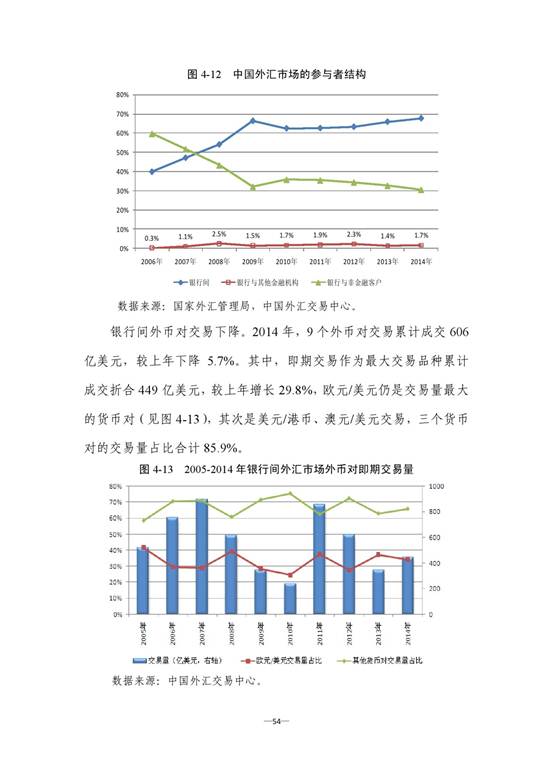 图 4-12 中国外汇市场的参与者结构
80%
70%
60%
50%
40%
30%
20%
10%
0%
0.3% 1.1% 2.5% 1.5% 1.7% 1.9% 2.3% 1.4% 1.7%
2006年 2007年 2008年 2009年 2010年 2011年 2012年 2013年 2014年
银行间 银行与其他金融机构 银行与非金融客户
数据来源：国家外汇管理局、中国外汇交易中心。
银行间外币对交易下降。2014 年，9 个外币对交易累计成交 606
亿美元，较上年下降 5.7%。其中，即期交易作为最大交易品种累计
成交折合 449 亿美元，较上年增长 29.8%，欧元/美元仍是交易量最大
的货币对（见图 4-13），其次是美元/港币、澳元/美元交易，三个货币
对的交易量占比合计 85.9%。
图 4-13 2005-2014 年银行间外汇市场外币对即期交易量
80%
70%
60%
50%
40%
30%
20%
10%
0%
1000
800
600
400
200
0
2005年 2006年 2007年 2008年 2009年 2010年 2011年 2012年 2013年 2014年
交易量（亿美元，右轴） 欧元/美元交易量占比 其他货币对交易量占比
数据来源：中国外汇交易中心。
—54—